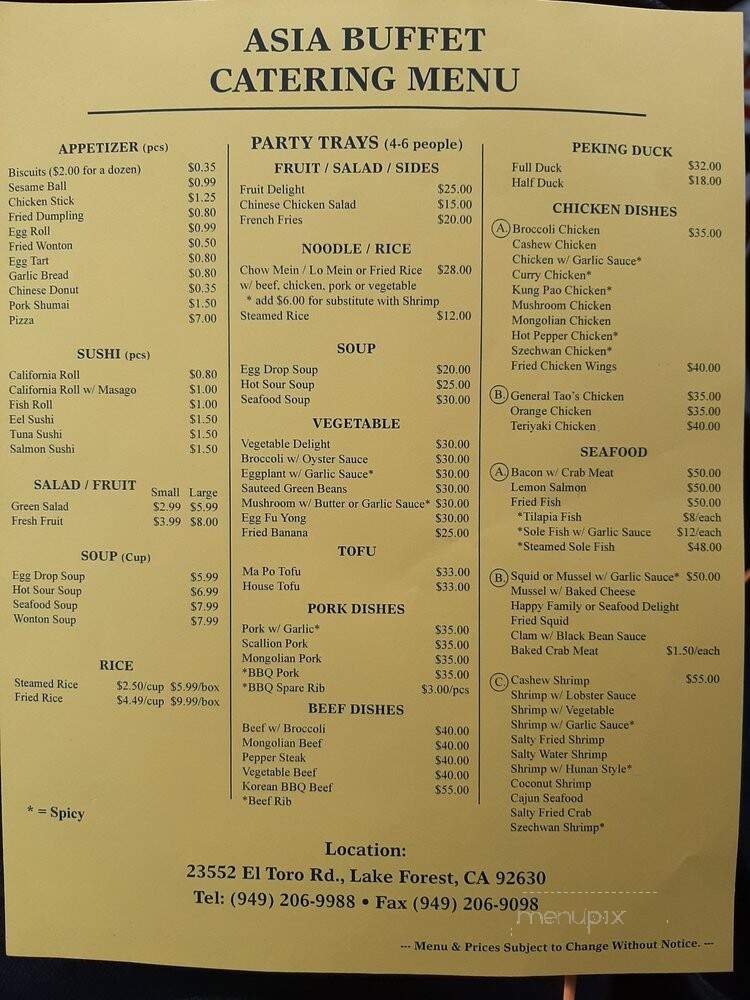 ASIA BUFFET
CATERING MENU
APPETIZER (pcs)
Biscuits ($2.00 for a dozen) $0.35
Sesame Ball $0.99
Chicken Stick $1.25
Fried Dumpling $0.80
Egg Roll $0.99
Fried Wonton $0.50
Egg Tart $0.80
Garlic Bread $0.80
Chinese Donut $0.35
Pork Shumai $1.50
Pizza $7.00
SUSHI (pcs)
California Roll $0.80
California Roll w/ Masago $1.00
Fish Roll $1.00
Eel Sushi $1.50
Tuna Sushi $1.50
Salmon Sushi $1.50
SALAD / FRUIT Small Large
Green Salad $2.99 $5.99
Fresh Fruit $3.99 $8.00
SOUP (Cup)
Egg Drop Soup $5.99
Hot Sour Soup $6.99
Seafood Soup $7.99
Wonton Soup $7.99
RICE
Steamed Rice $2.50/cup $5.99/box
Fried Rice $4.49/cup $9.99/box
* = Spicy
PARTY TRAYS (4-6 people)
FRUIT / SALAD / SIDES
Fruit Delight $25.00
Chinese Chicken Salad $15.00
French Fries $20.00
NOODLE / RICE
Chow Mein / Lo Mein or Fried Rice $28.00
w/ beef, chicken, pork or vegetable
* add $6.00 for substitute with Shrimp
Steamed Rice $12.00
SOUP
Egg Drop Soup $20.00
Hot Sour Soup $25.00
Seafood Soup $30.00
VEGETABLE
Vegetable Delight $30.00
Broccoli w/ Oyster Sauce $30.00
Eggplant w/ Garlic Sauce* $30.00
Sauteed Green Beans $30.00
Mushroom w/ Butter or Garlic Sauce* $30.00
Egg Fu Yong $30.00
Fried Banana $25.00
TOFU
Ma Po Tofu $33.00
House Tofu $33.00
PORK DISHES
Pork w/ Garlic* $35.00
Scallion Pork $35.00
Mongolian Pork $35.00
*BBQ Pork $35.00
*BBQ Spare Rib $3.00/pcs
BEEF DISHES
Beef w/ Broccoli $40.00
Mongolian Beef $40.00
Pepper Steak $40.00
Vegetable Beef $40.00
Korean BBQ Beef $55.00
*Beef Rib
PEKING DUCK
Full Duck $32.00
Half Duck $18.00
CHICKEN DISHES
A. Broccoli Chicken $35.00
Cashew Chicken
Chicken w/ Garlic Sauce*
Curry Chicken*
Kung Pao Chicken*
Mushroom Chicken
Mongolian Chicken
Hot Pepper Chicken*
Szechwan Chicken*
Fried Chicken Wings $40.00
B. General Tao's Chicken $35.00
Orange Chicken $35.00
Teriyaki Chicken $40.00
SEAFOOD
A. Bacon w/ Crab Meat $50.00
Lemon Salmon $50.00
Fried Fish $50.00
*Tilapia Fish $8/each
*Sole Fish w/ Garlic Sauce $12/each
*Steamed Sole Fish $48.00
B. Squid or Mussel w/ Garlic Sauce* $50.00
Mussel w/ Baked Cheese
Happy Family or Seafood Delight
Fried Squid
Clam w/ Black Bean Sauce
Baked Crab Meat $1.50/each
C. Cashew Shrimp $55.00
Shrimp w/ Lobster Sauce
Shrimp w/ Vegetable
Shrimp w/ Garlic Sauce*
Salty Fried Shrimp
Salty Water Shrimp
Shrimp w/ Hunan Style*
Coconut Shrimp
Cajun Seafood
Salty Fried Crab
Szechwan Shrimp*
Location:
23552 El Toro Rd., Lake Forest, CA 92630
Tel: (949) 206-9988 • Fax (949) 206-9098
menupix
--- Menu & Prices Subject to Change Without Notice. ---